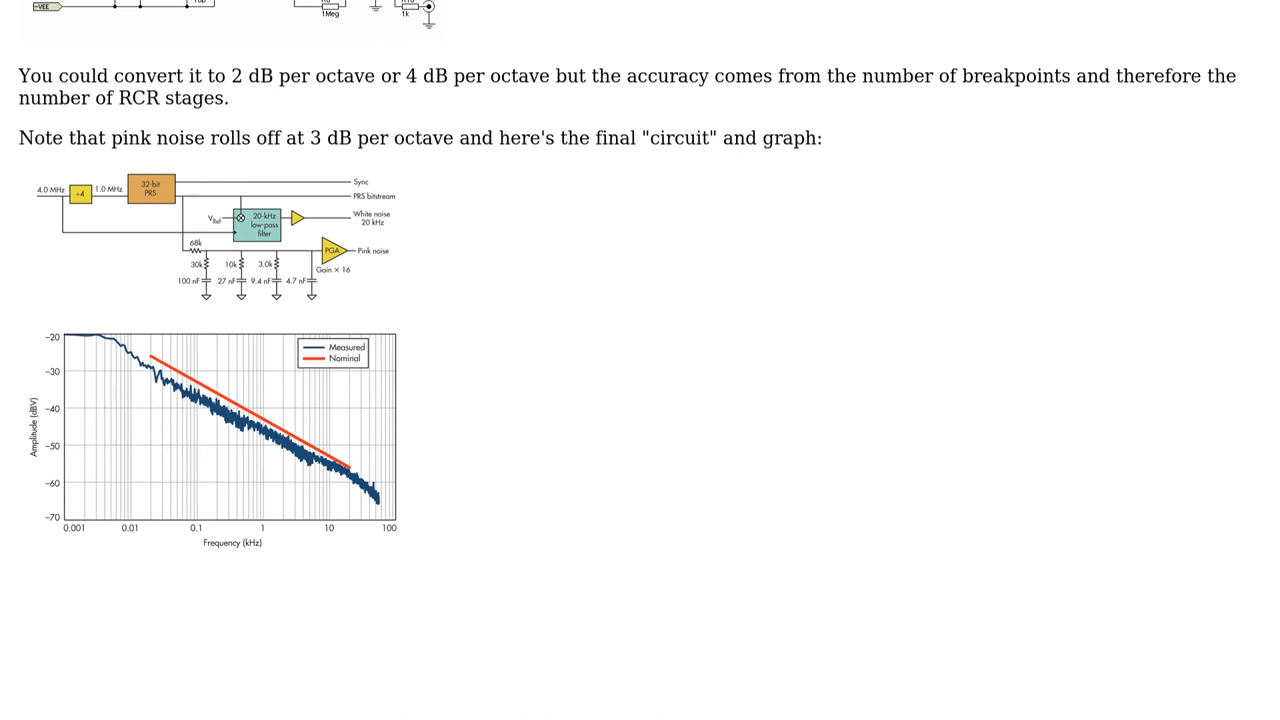 -VEE
1Meg
1k
You could convert it to 2 dB per octave or 4 dB per octave but the accuracy comes from the number of breakpoints and therefore the
number of RCR stages.
Note that pink noise rolls off at 3 dB per octave and here's the final "circuit" and graph:
4.0 MHz
÷4
1.0 MHz
32-bit
PRS
Sync
PRS bitstream
VRef
20-kHz
low-pass
filter
White noise
20 kHz
68k
PGA
Pink noise
30k
10k
3.0k
Gain × 16
100 nF
27 nF
9.4 nF
4.7 nF
Measured
Nominal
Amplitude (dBV)
–20
–30
–40
–50
–60
–70
0.001
0.01
0.1
1
10
100
Frequency (kHz)